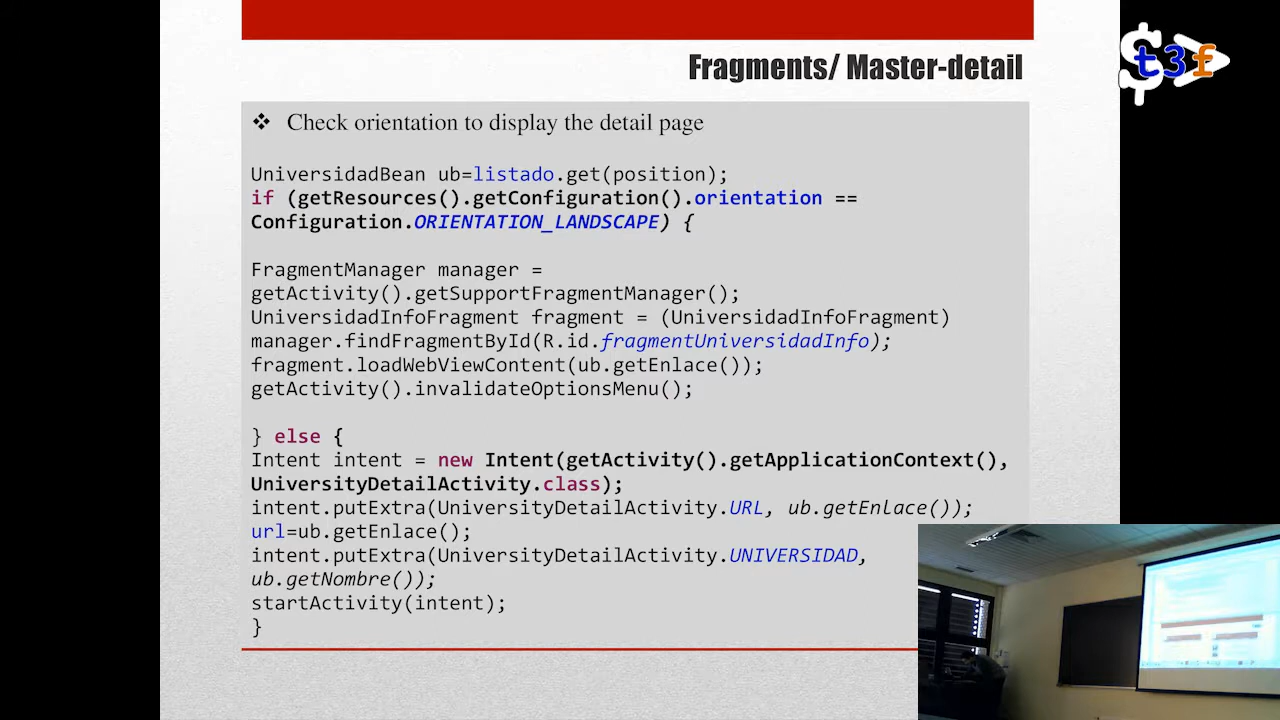 Fragments/ Master-detail
t3f
❖ Check orientation to display the detail page
UniversidadBean ub=listado.get(position);
if (getResources().getConfiguration().orientation ==
Configuration.ORIENTATION_LANDSCAPE) {
FragmentManager manager =
getActivity().getSupportFragmentManager();
UniversidadInfoFragment fragment = (UniversidadInfoFragment)
manager.findFragmentById(R.id.fragmentUniversidadInfo);
fragment.loadWebViewContent(ub.getEnlace());
getActivity().invalidateOptionsMenu();
} else {
Intent intent = new Intent(getActivity().getApplicationContext(),
UniversityDetailActivity.class);
intent.putExtra(UniversityDetailActivity.URL, ub.getEnlace());
url=ub.getEnlace();
intent.putExtra(UniversityDetailActivity.UNIVERSIDAD,
ub.getNombre());
startActivity(intent);
}